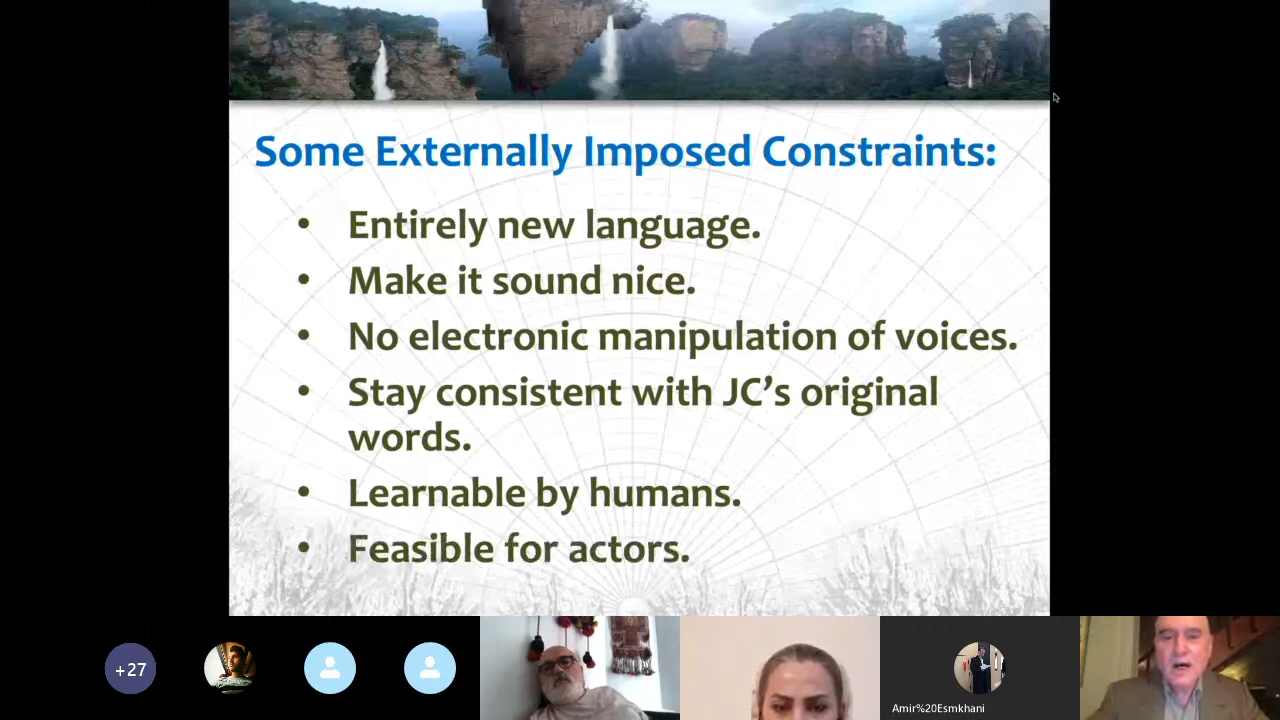 Some Externally Imposed Constraints:
• Entirely new language.
• Make it sound nice.
• No electronic manipulation of voices.
• Stay consistent with JC’s original
words.
• Learnable by humans.
• Feasible for actors.
+27
Amir%20Esmkhani